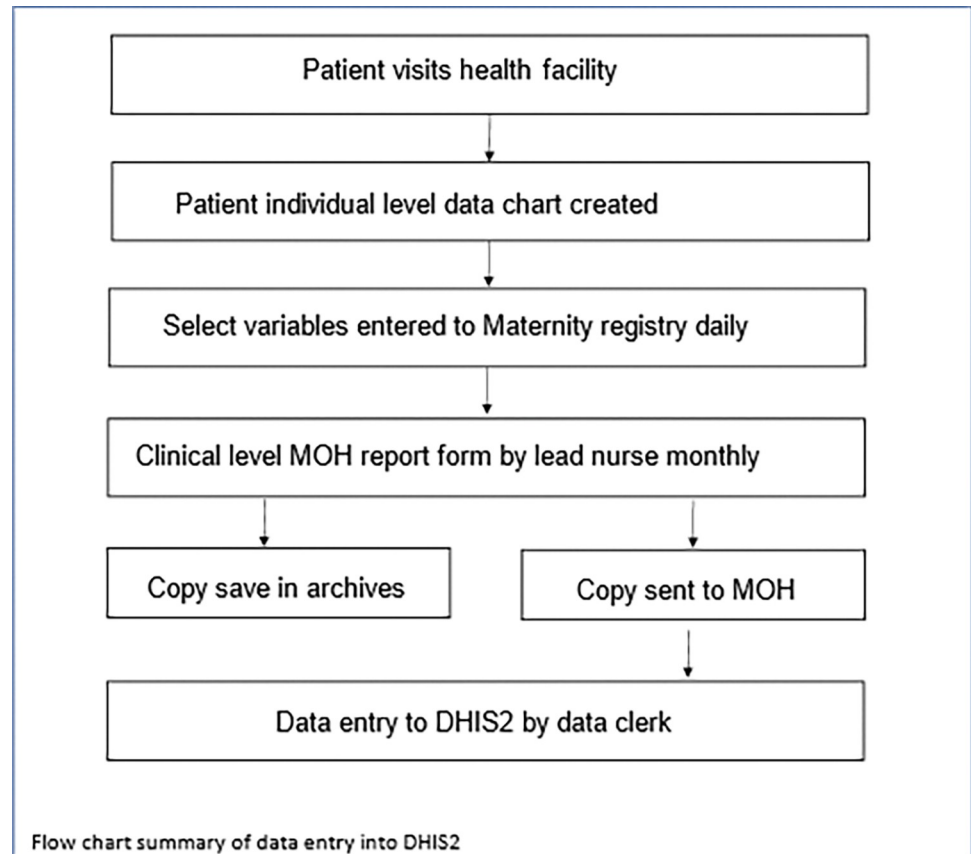 Patient visits health facility
Patient individual level data chart created
Select variables entered to Maternity registry daily
Clinical level MOH report form by lead nurse monthly
Copy save in archives
Copy sent to MOH
Data entry to DHIS2 by data clerk
Flow chart summary of data entry into DHIS2